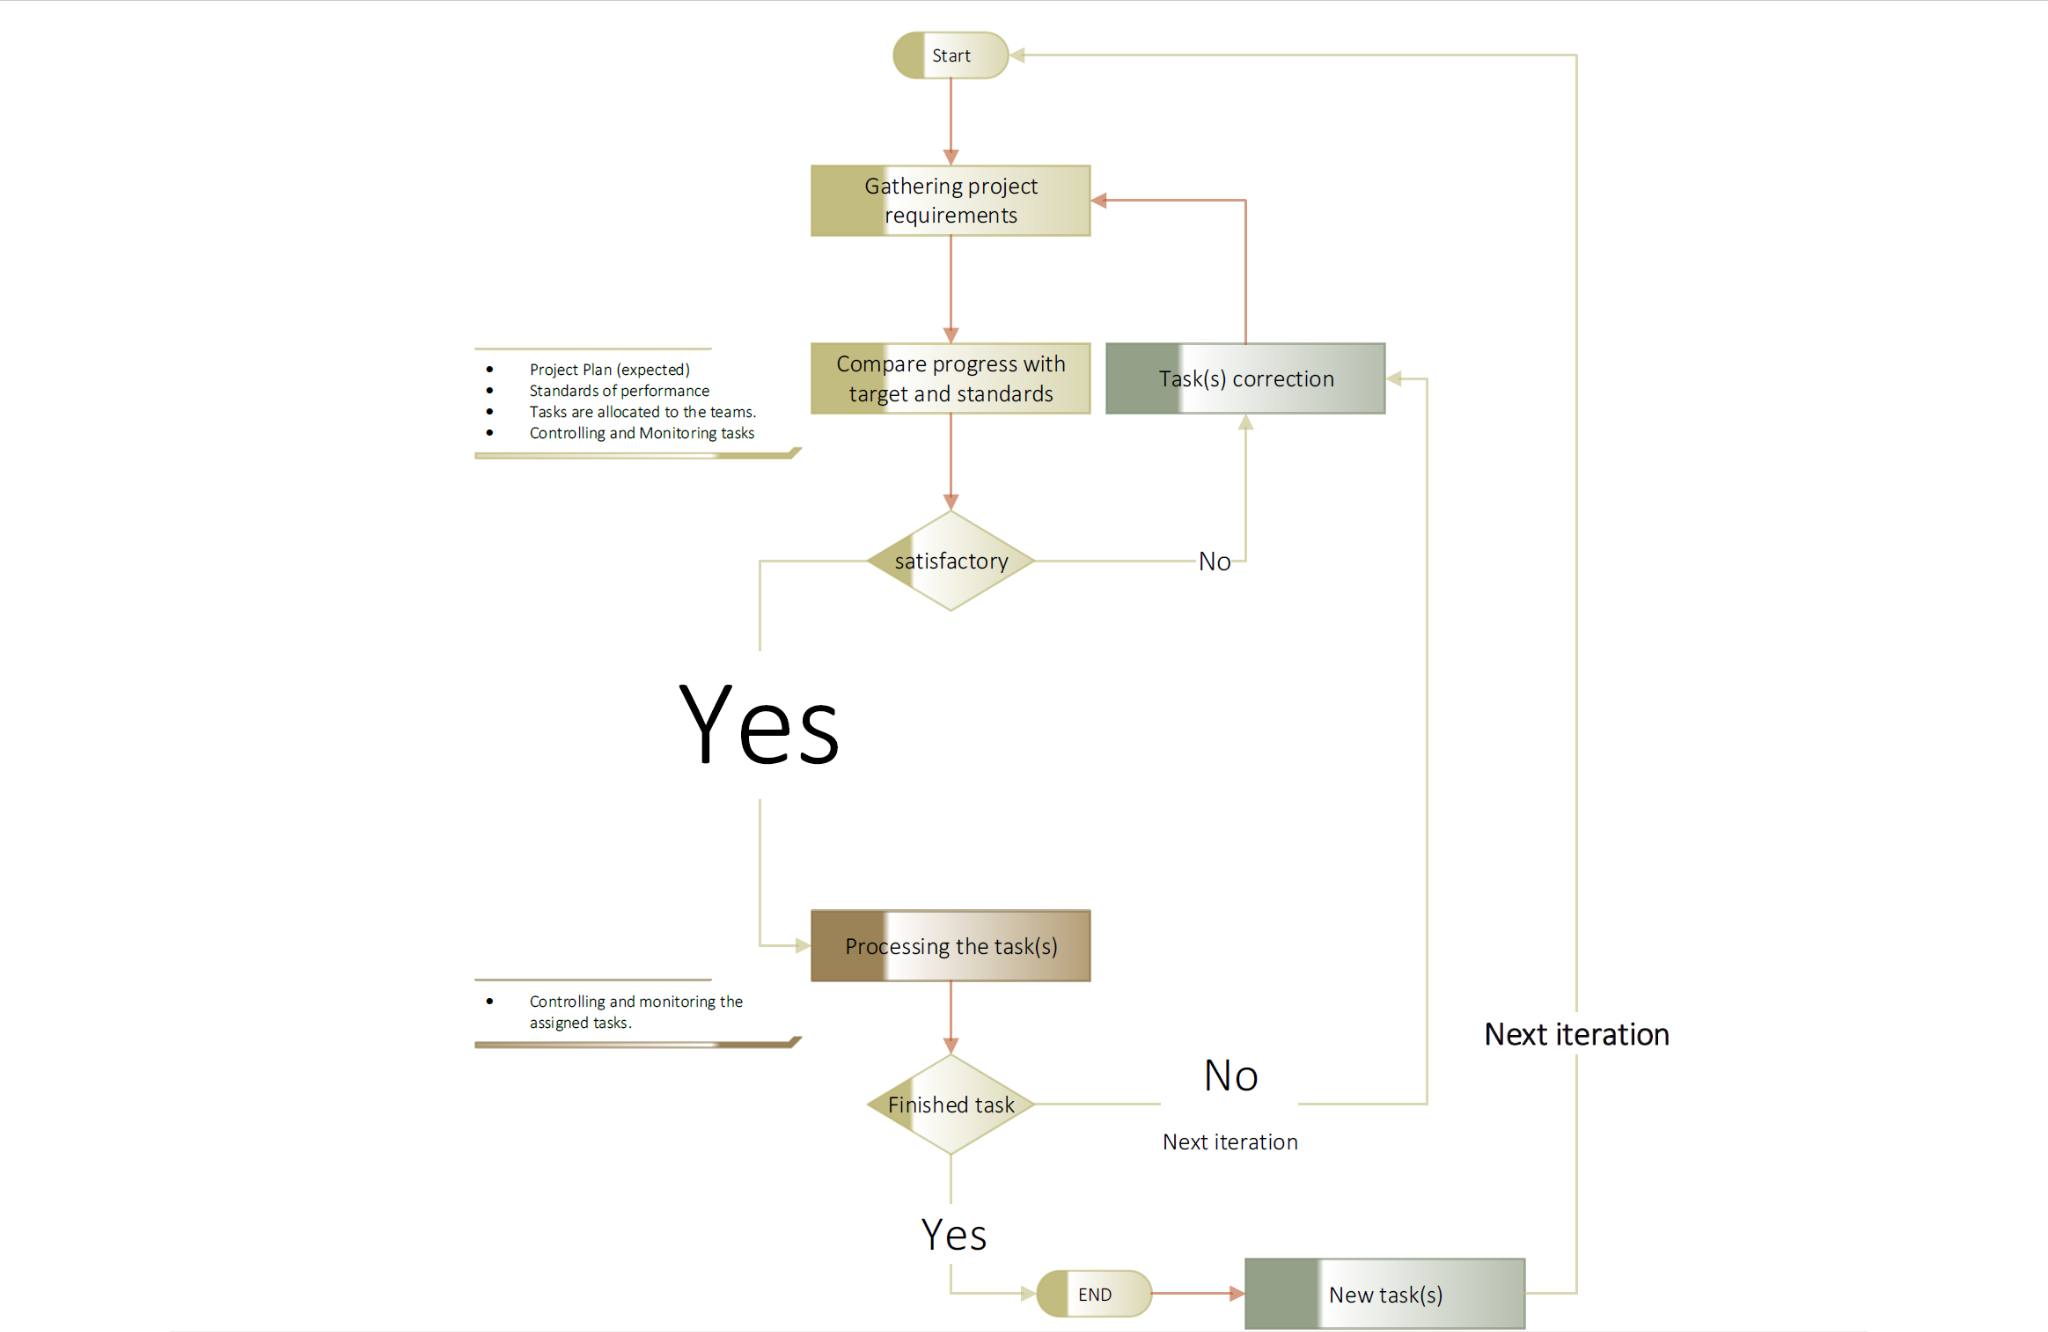 Start
Gathering project
requirements
Compare progress with
target and standards
Task(s) correction
• Project Plan (expected)
• Standards of performance
• Tasks are allocated to the teams.
• Controlling and Monitoring tasks
satisfactory
No
Yes
Processing the task(s)
• Controlling and monitoring the
assigned tasks.
Finished task
No
Next iteration
Next iteration
Yes
END
New task(s)